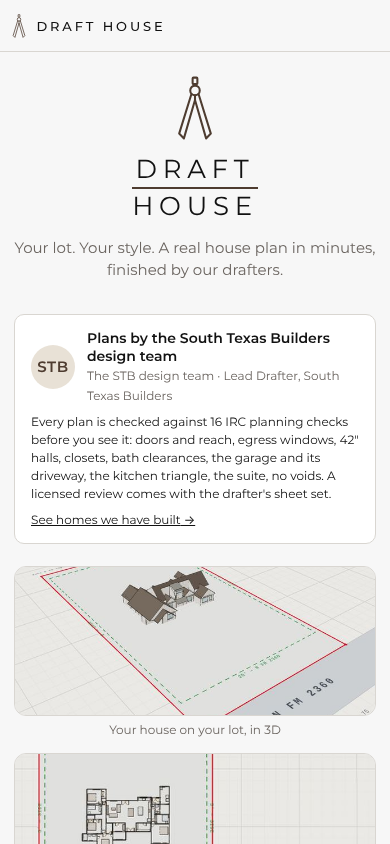 DRAFT HOUSE
DRAFT
HOUSE
Your lot. Your style. A real house plan in minutes,
finished by our drafters.
STB
Plans by the South Texas Builders
design team
The STB design team · Lead Drafter, South
Texas Builders
Every plan is checked against 16 IRC planning checks
before you see it: doors and reach, egress windows, 42"
halls, closets, bath clearances, the garage and its
driveway, the kitchen triangle, the suite, no voids. A
licensed review comes with the drafter's sheet set.
See homes we have built →
N FM 2360
Your house on your lot, in 3D